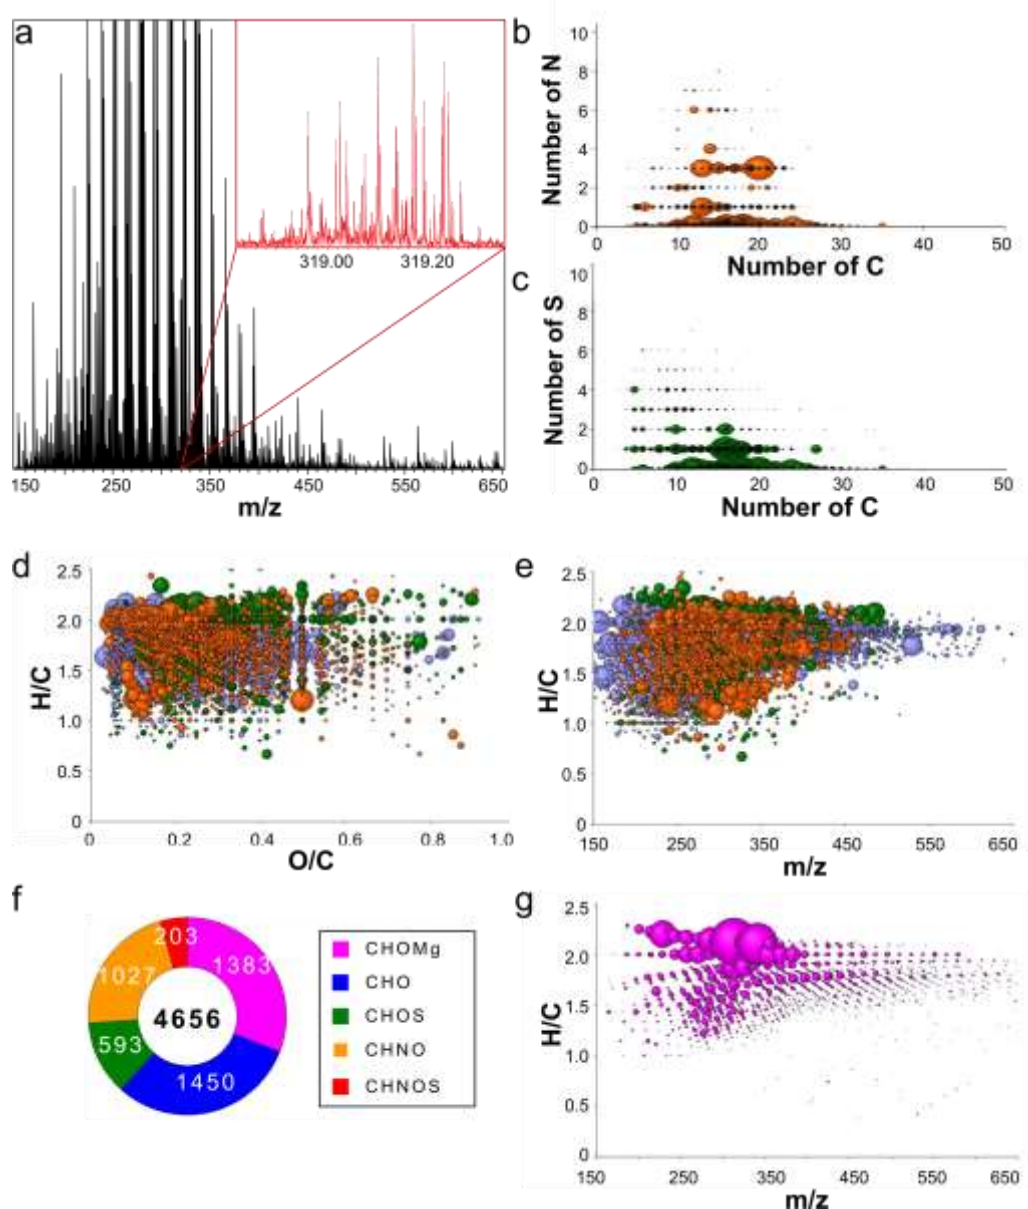 a
319.00 319.20
150 250 350 450 550 650
m/z
b
Number of N
10
8
6
4
2
0
0 10 20 30 40 50
Number of C
c
Number of S
10
8
6
4
2
0
0 10 20 30 40 50
Number of C
d
H/C
2.5
2.0
1.5
1.0
0.5
0
0 0.2 0.4 0.6 0.8 1.0
O/C
e
H/C
2.5
2.0
1.5
1.0
0.5
0
150 250 350 450 550 650
m/z
f
203
1383
1027
4656
593
1450
CHOMg
CHO
CHOS
CHNO
CHNOS
g
H/C
2.5
2.0
1.5
1.0
0.5
0
150 250 350 450 550 650
m/z